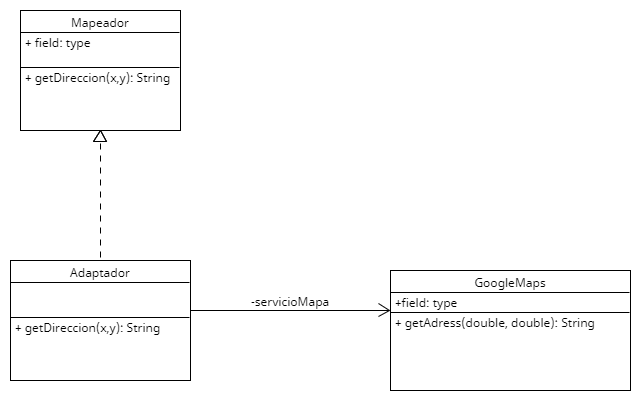 Mapeador
+ field: type
+ getDireccion(x,y): String
Adaptador
+ getDireccion(x,y): String
-servicioMapa
GoogleMaps
+field: type
+ getAdress(double, double): String